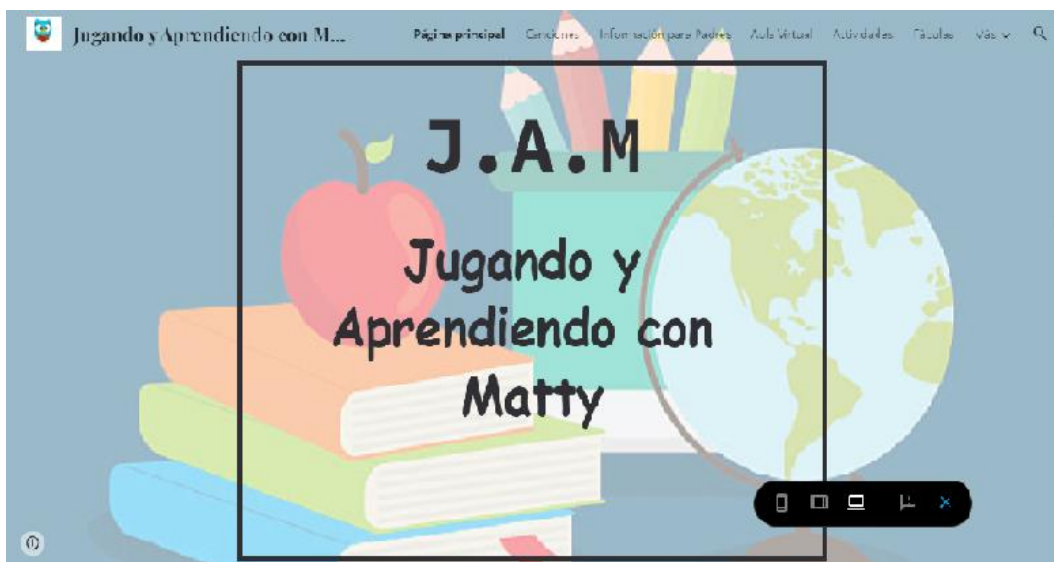 Jugando y Aprendiendo con M...
Página principal Canciones Información para Padres Aula Virtual Actividades Fábulas Más
J.A.M
Jugando y
Aprendiendo con
Matty